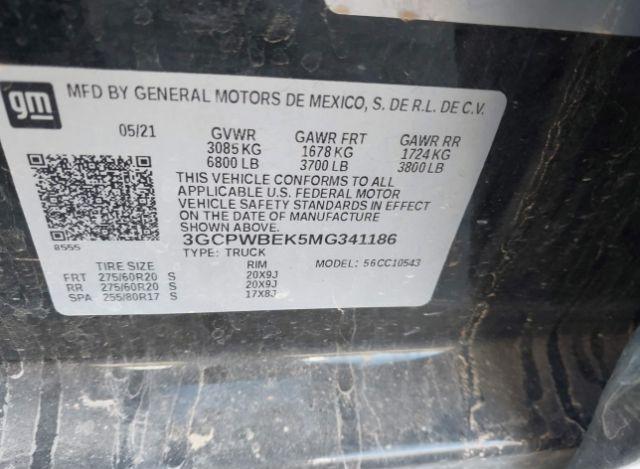 gm
MFD BY GENERAL MOTORS DE MEXICO, S. DE R.L. DE C.V.
05/21 GVWR GAWR FRT GAWR RR
3085 KG 1678 KG 1724 KG
6800 LB 3700 LB 3800 LB
THIS VEHICLE CONFORMS TO ALL
APPLICABLE U.S. FEDERAL MOTOR
VEHICLE SAFETY STANDARDS IN EFFECT
ON THE DATE OF MANUFACTURE
SHOWN ABOVE.
8555 3GCPWBEK5MG341186
TYPE: TRUCK MODEL: 56CC10543
TIRE SIZE RIM
FRT 275/60R20 S 20X9J
RR 275/60R20 S 20X9J
SPA 255/80R17 S 17X8J